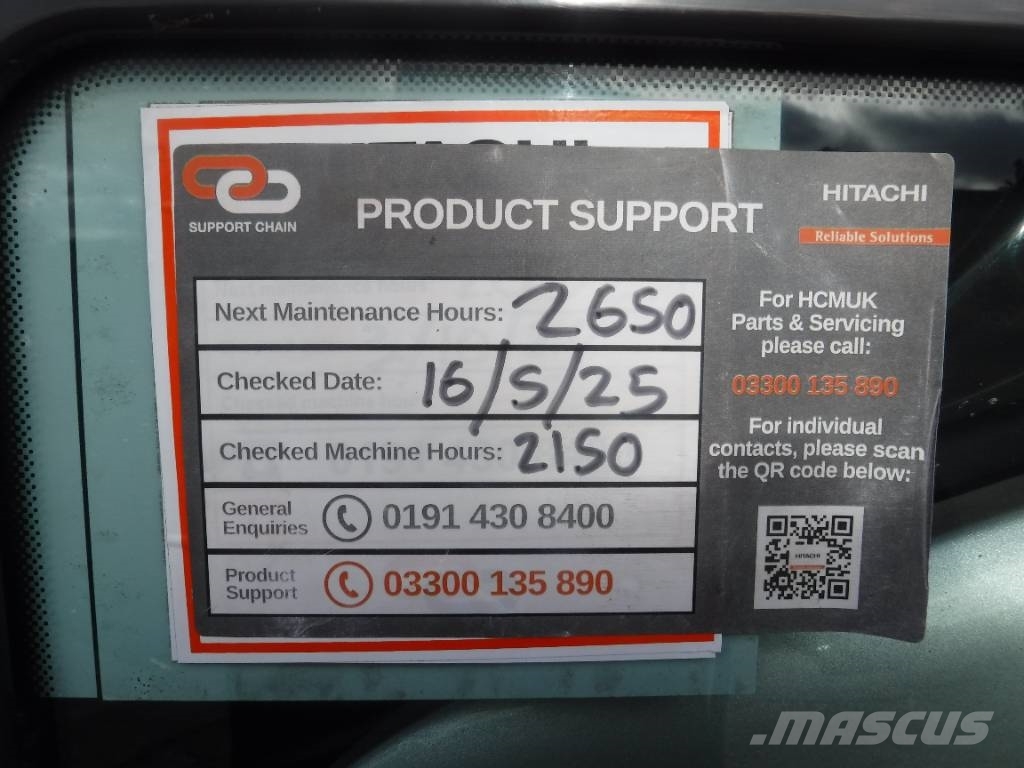 SUPPORT CHAIN
PRODUCT SUPPORT
HITACHI
Reliable Solutions
Next Maintenance Hours: 2650
Checked Date: 16/5/25
Checked Machine Hours: 2150
General
Enquiries
0191 430 8400
Product
Support
03300 135 890
For HCMUK
Parts & Servicing
please call:
03300 135 890
For individual
contacts, please scan
the QR code below:
HITACHI
MASCUS